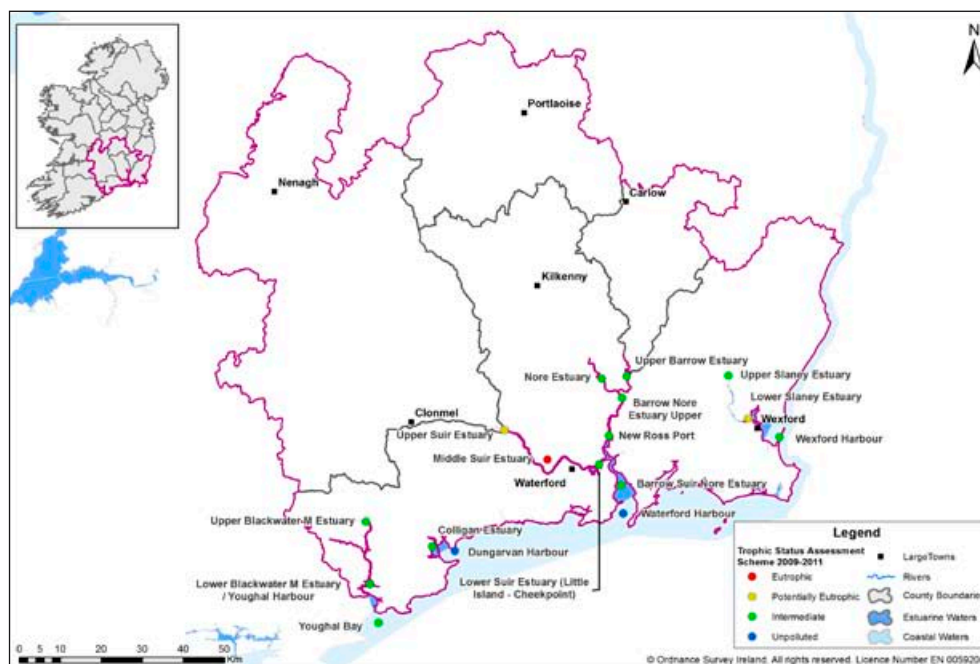 N
Portlaoise
Nenagh
Carlow
Kilkenny
Upper Barrow Estuary
Nore Estuary
Upper Slaney Estuary
Lower Slaney Estuary
Barrow Nore
Estuary Upper
Wexford
Clonmel
Upper Suir Estuary
New Ross Port
Wexford Harbour
Middle Suir Estuary
Waterford
Barrow Suir Nore Estuary
Waterford Harbour
Upper Blackwater M Estuary
Colligan Estuary
Dungarvan Harbour
Lower Blackwater M Estuary
/ Youghal Harbour
Lower Suir Estuary (Little
Island - Cheekpoint)
Youghal Bay
Legend
Trophic Status Assessment
Scheme 2009-2011
Eutrophic
Potentially Eutrophic
Intermediate
Unpolluted
LargeTowns
Rivers
County Boundarie
Estuarine Waters
Coastal Waters
0 5 10 20 30 40 50
Km
© Ordnance Survey Ireland. All rights reserved. Licence Number EN 005920